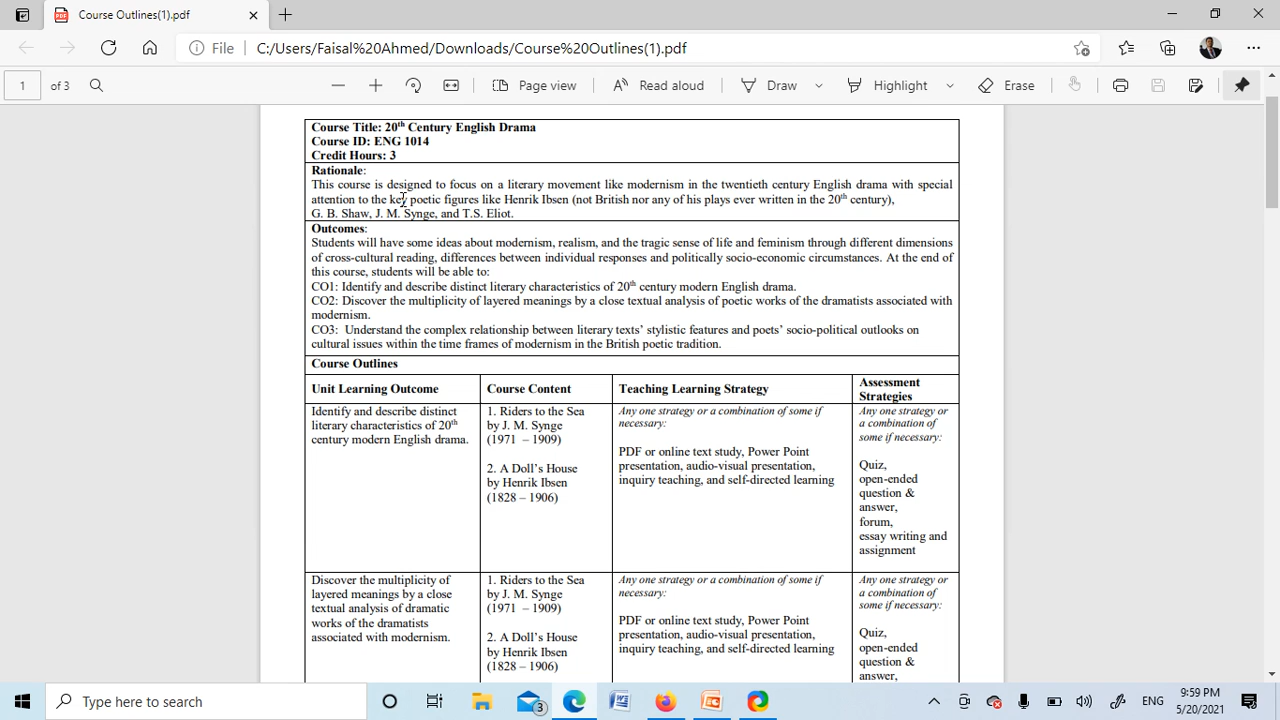 Course Outlines(1).pdf
File
C:/Users/Faisal%20Ahmed/Downloads/Course%20Outlines(1).pdf
1 of 3
Page view
Read aloud
Draw
Highlight
Erase
Course Title: 20th Century English Drama
Course ID: ENG 1014
Credit Hours: 3
Rationale:
This course is designed to focus on a literary movement like modernism in the twentieth century English drama with special
attention to the key poetic figures like Henrik Ibsen (not British nor any of his plays ever written in the 20th century),
G. B. Shaw, J. M. Synge, and T.S. Eliot.
Outcomes:
Students will have some ideas about modernism, realism, and the tragic sense of life and feminism through different dimensions
of cross-cultural reading, differences between individual responses and politically socio-economic circumstances. At the end of
this course, students will be able to:
CO1: Identify and describe distinct literary characteristics of 20th century modern English drama.
CO2: Discover the multiplicity of layered meanings by a close textual analysis of poetic works of the dramatists associated with
modernism.
CO3: Understand the complex relationship between literary texts' stylistic features and poets' socio-political outlooks on
cultural issues within the time frames of modernism in the British poetic tradition.
Course Outlines
Unit Learning Outcome
Course Content
Teaching Learning Strategy
Assessment
Strategies
Identify and describe distinct
literary characteristics of 20th
century modern English drama.
1. Riders to the Sea
by J. M. Synge
(1971 – 1909)
2. A Doll's House
by Henrik Ibsen
(1828 – 1906)
Any one strategy or a combination of some if
necessary:
PDF or online text study, Power Point
presentation, audio-visual presentation,
inquiry teaching, and self-directed learning
Any one strategy or
a combination of
some if necessary:
Quiz,
open-ended
question &
answer,
forum,
essay writing and
assignment
Discover the multiplicity of
layered meanings by a close
textual analysis of dramatic
works of the dramatists
associated with modernism.
1. Riders to the Sea
by J. M. Synge
(1971 – 1909)
2. A Doll's House
by Henrik Ibsen
(1828 – 1906)
Any one strategy or a combination of some if
necessary:
PDF or online text study, Power Point
presentation, audio-visual presentation,
inquiry teaching, and self-directed learning
Any one strategy or
a combination of
some if necessary:
Quiz,
open-ended
question &
answer,
Type here to search
3
ENG
9:59 PM
5/20/2021